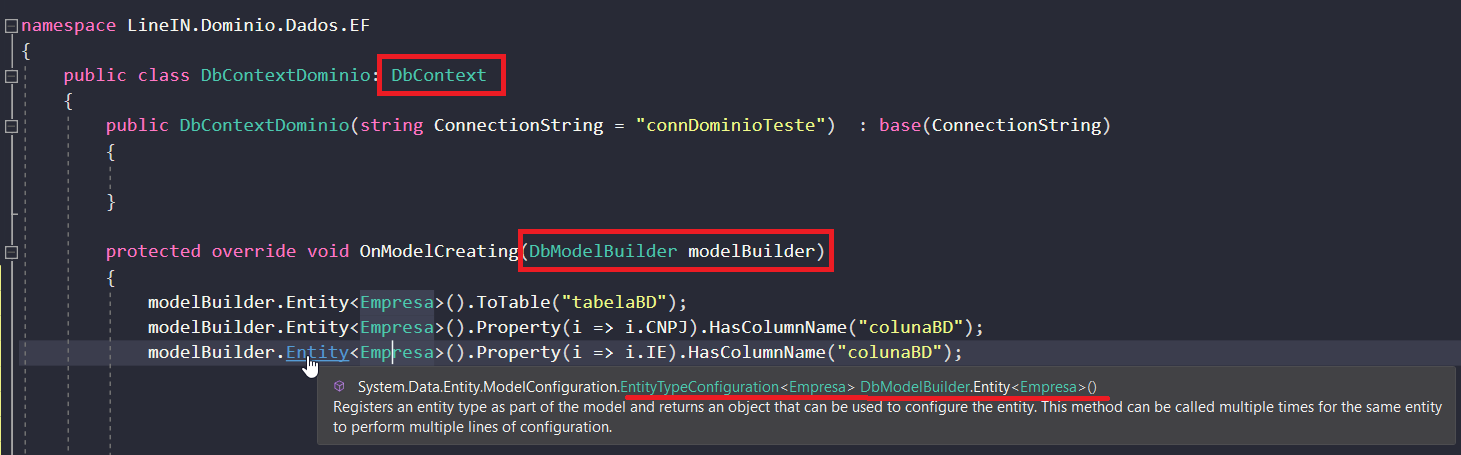 namespace LineIN.Dominio.Dados.EF
{
public class DbContextDominio: DbContext
{
public DbContextDominio(string ConnectionString = "connDominioTeste")  : base(ConnectionString)
{
}
protected override void OnModelCreating(DbModelBuilder modelBuilder)
{
modelBuilder.Entity<Empresa>().ToTable("tabelaBD");
modelBuilder.Entity<Empresa>().Property(i => i.CNPJ).HasColumnName("colunaBD");
modelBuilder.Entity<Empresa>().Property(i => i.IE).HasColumnName("colunaBD");
System.Data.Entity.ModelConfiguration.EntityTypeConfiguration<Empresa> DbModelBuilder.Entity<Empresa>()
Registers an entity type as part of the model and returns an object that can be used to configure the entity. This method can be called multiple times for the same entity
to perform multiple lines of configuration.